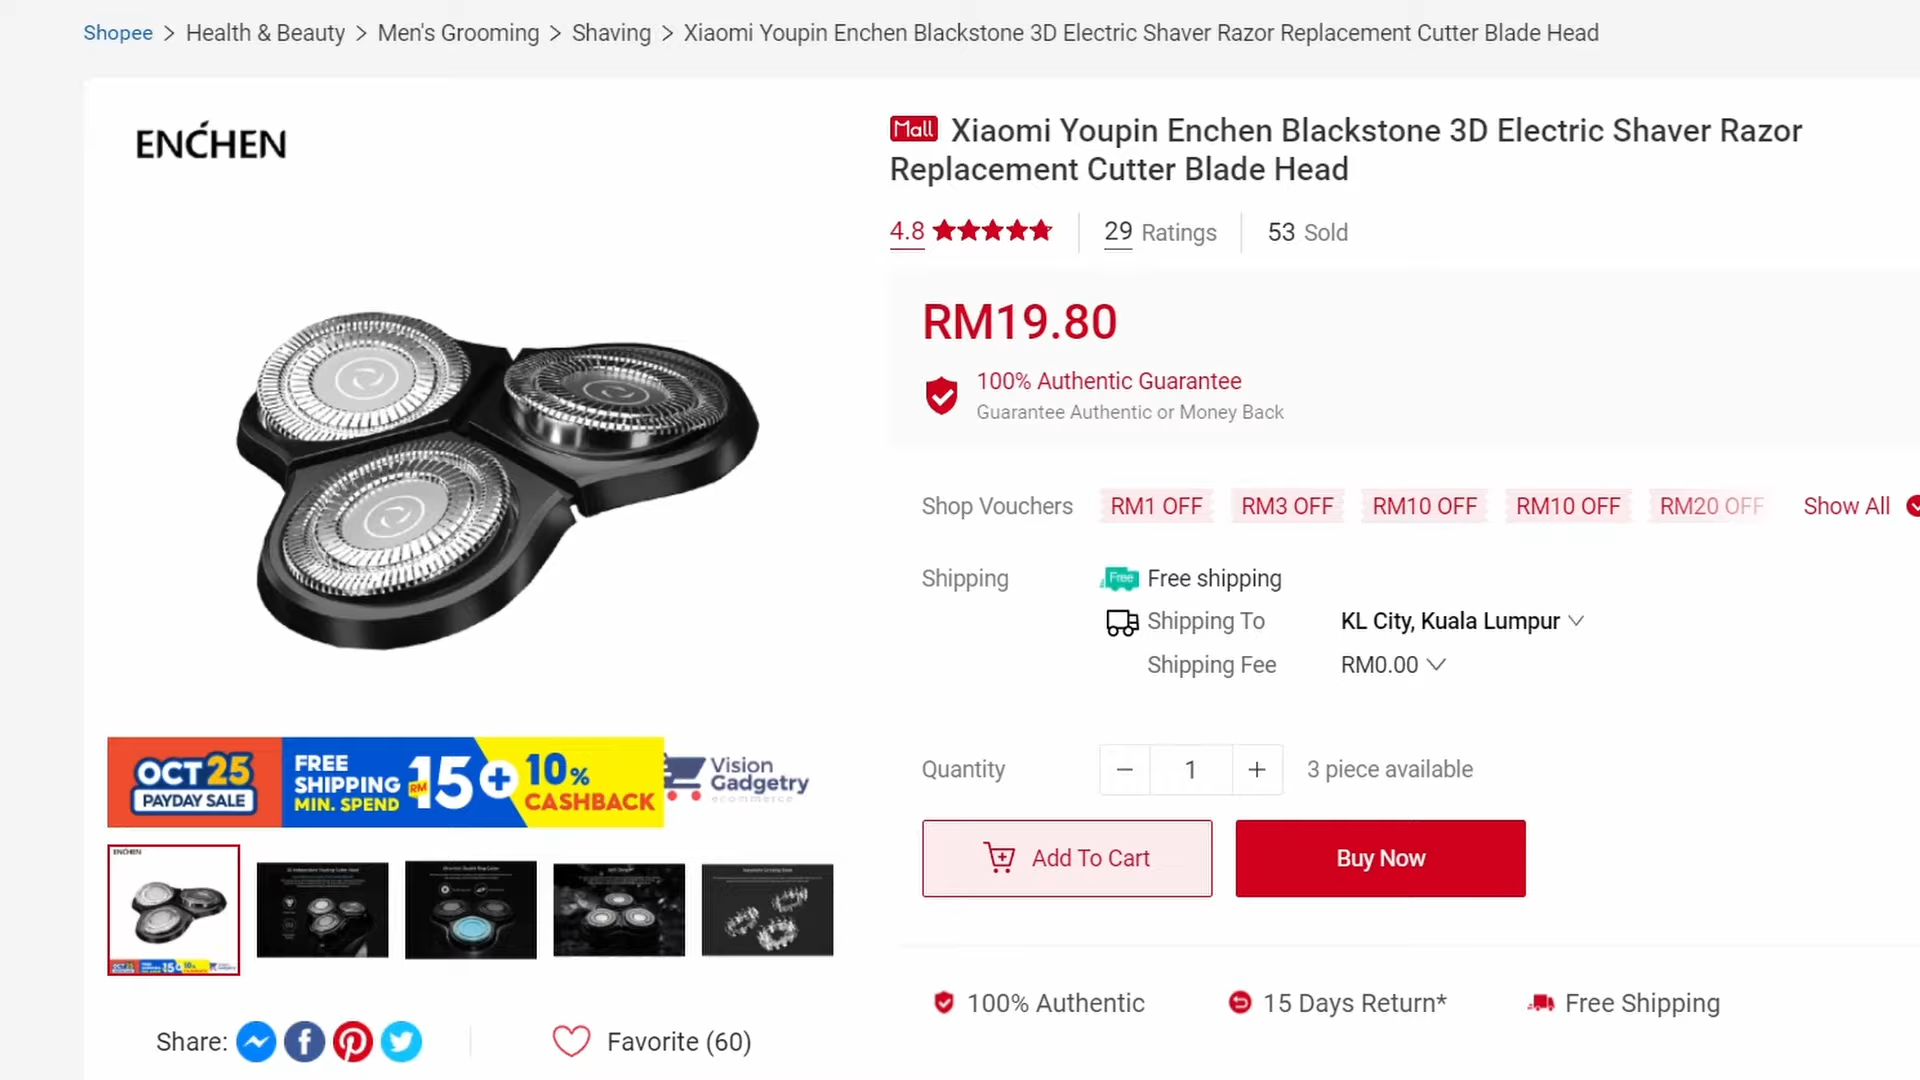 Shopee > Health & Beauty > Men's Grooming > Shaving > Xiaomi Youpin Enchen Blackstone 3D Electric Shaver Razor Replacement Cutter Blade Head
ENCHEN
Mall Xiaomi Youpin Enchen Blackstone 3D Electric Shaver Razor
Replacement Cutter Blade Head
4.8 29 Ratings 53 Sold
RM19.80
100% Authentic Guarantee
Guarantee Authentic or Money Back
Shop Vouchers RM1 OFF RM3 OFF RM10 OFF RM10 OFF RM20 OFF Show All
Shipping Free Free shipping
Shipping To KL City, Kuala Lumpur
Shipping Fee RM0.00
OCT 25
PAYDAY SALE
FREE
SHIPPING
MIN. SPEND
RM 15 +
10%
CASHBACK
Vision
Gadgetry
ecommerce
Quantity 1 3 piece available
Add To Cart Buy Now
ENCHEN
100% Authentic 15 Days Return* Free Shipping
Share: Favorite (60)